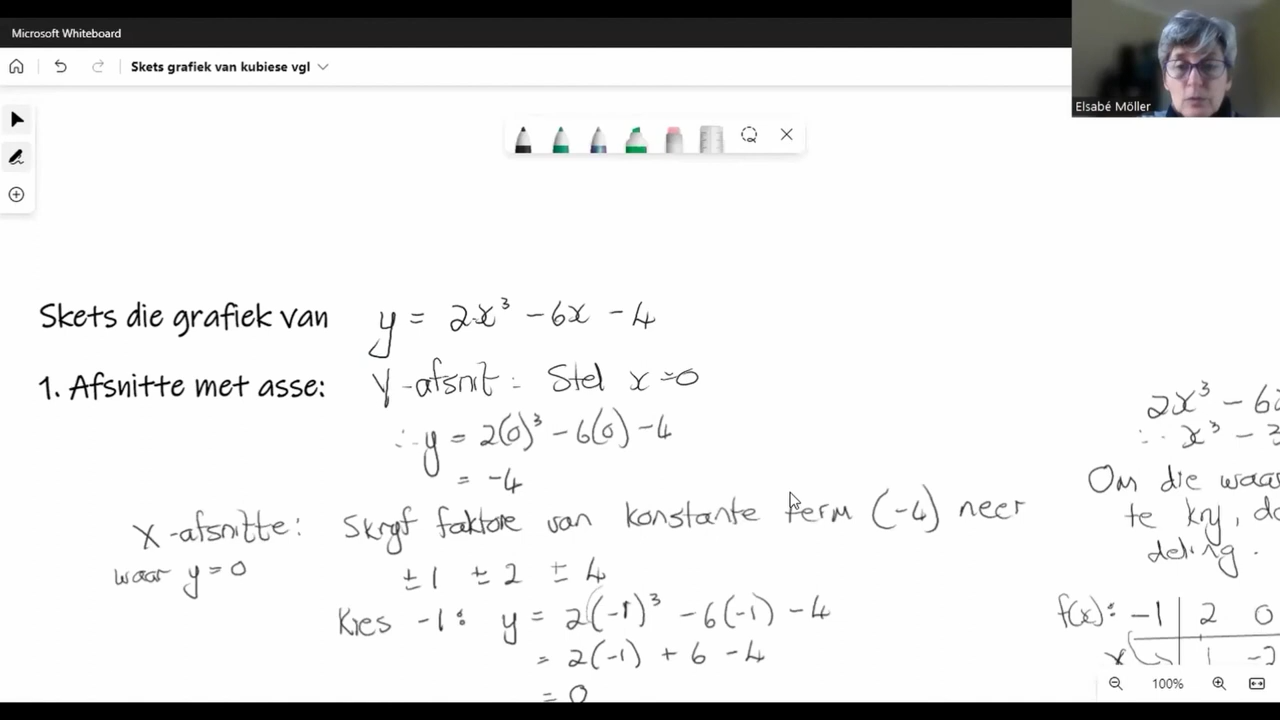 Microsoft Whiteboard
Skets grafiek van kubiese vgl
Elsabé Möller
Skets die grafiek van y = 2x³ - 6x - 4
1. Afsnitte met asse: Y-afsnit: Stel x = 0
∴ y = 2(0)³ - 6(0) - 4
= -4
X-afsnitte: Skryf faktore van konstante term (-4) neer
waar y = 0
±1 ±2 ±4
Kies -1: y = 2(-1)³ - 6(-1) - 4
= 2(-1) + 6 - 4
= 0
2x³ - 6
∴ x³ - 3
Om die waar
te kry, d
deling.
f(x): -1 | 2 0
100%